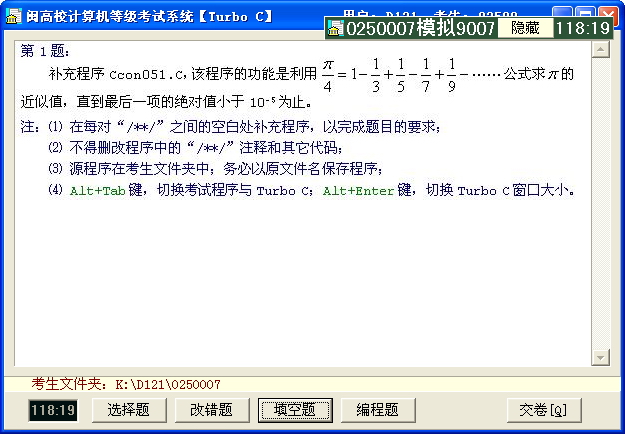 闽高校计算机等级考试系统【Turbo C】
0250007模拟9007 隐藏 118:19
第 1 题:
补充程序 Ccon051.C, 该程序的功能是利用 π/4 = 1 - 1/3 + 1/5 - 1/7 + 1/9 - …… 公式求π的
近似值, 直到最后一项的绝对值小于 10⁻⁵ 为止。
注: ⑴ 在每对“/**/”之间的空白处补充程序, 以完成题目的要求;
⑵ 不得删改程序中的“/**/”注释和其它代码;
⑶ 源程序在考生文件夹中; 务必以原文件名保存程序;
⑷ Alt+Tab 键, 切换考试程序与 Turbo C; Alt+Enter 键, 切换 Turbo C 窗口大小。
考生文件夹: K:\D121\0250007
118:19 选择题 改错题 填空题 编程题 交卷[Q]